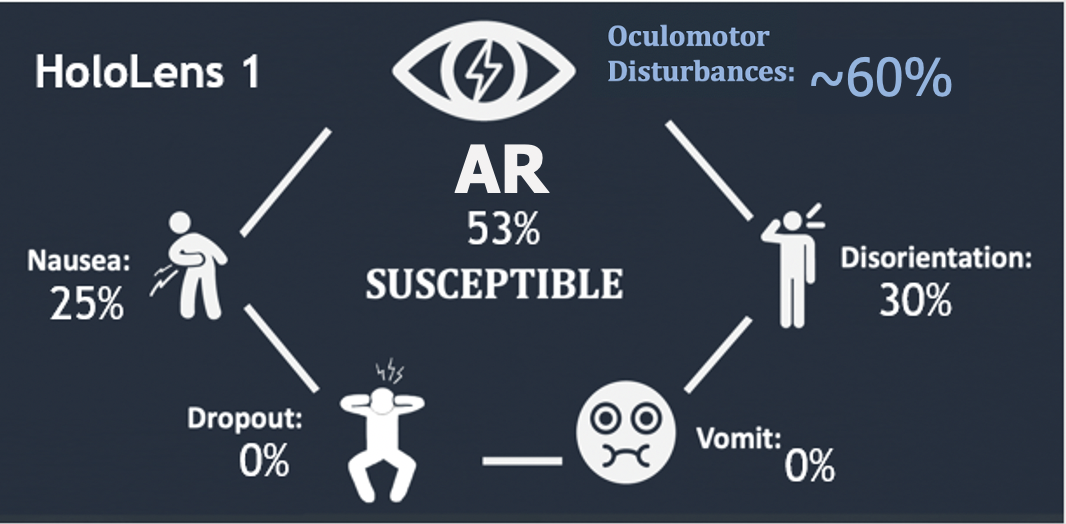 HoloLens 1
Oculomotor
Disturbances: ~60%
AR
53%
SUSCEPTIBLE
Nausea:
25%
Disorientation:
30%
Dropout:
0%
Vomit:
0%